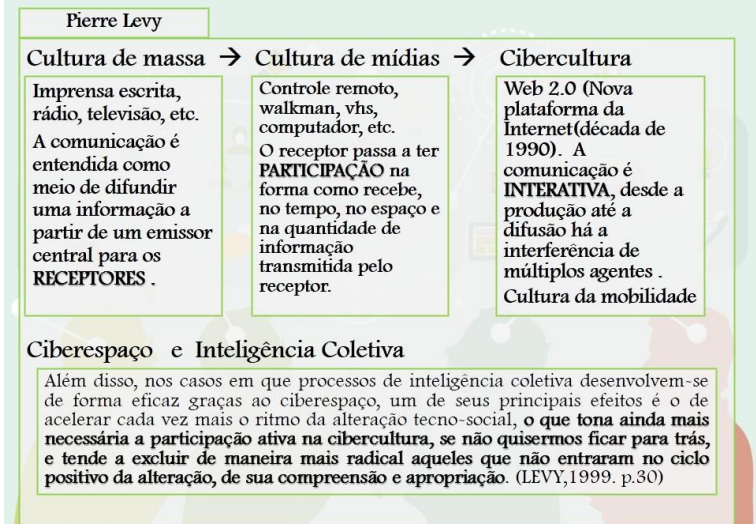 Pierre Levy
Cultura de massa → Cultura de mídias → Cibercultura
Imprensa escrita,
rádio, televisão, etc.
A comunicação é
entendida como
meio de difundir
uma informação a
partir de um emissor
central para os
RECEPTORES .
Controle remoto,
walkman, vhs,
computador, etc.
O receptor passa a ter
PARTICIPAÇÃO na
forma como recebe,
no tempo, no espaço e
na quantidade de
informação
transmitida pelo
receptor.
Web 2.0 (Nova
plataforma da
Internet(década de
1990). A
comunicação é
INTERATIVA, desde a
produção até a
difusão há a
interferência de
múltiplos agentes .
Cultura da mobilidade
Ciberespaço e Inteligência Coletiva
Além disso, nos casos em que processos de inteligência coletiva desenvolvem-se
de forma eficaz graças ao ciberespaço, um de seus principais efeitos é o de
acelerar cada vez mais o ritmo da alteração tecno-social, o que tona ainda mais
necessária a participação ativa na cibercultura, se não quisermos ficar para trás,
e tende a excluir de maneira mais radical aqueles que não entraram no ciclo
positivo da alteração, de sua compreensão e apropriação. (LEVY,1999. p.30)